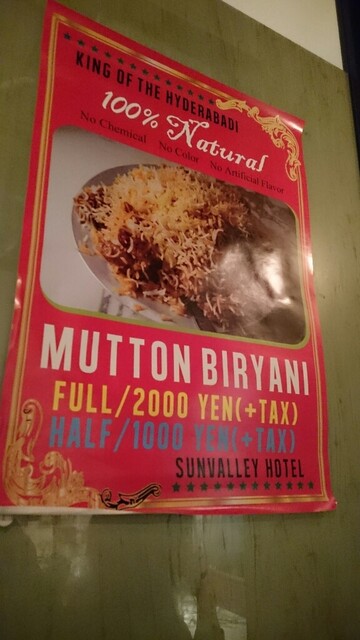 KING OF THE HYDERABADI
100% Natural
No Chemical No Color No Artificial Flavor
MUTTON BIRYANI
FULL/2000 YEN(+TAX)
HALF/1000 YEN(+TAX)
SUNVALLEY HOTEL